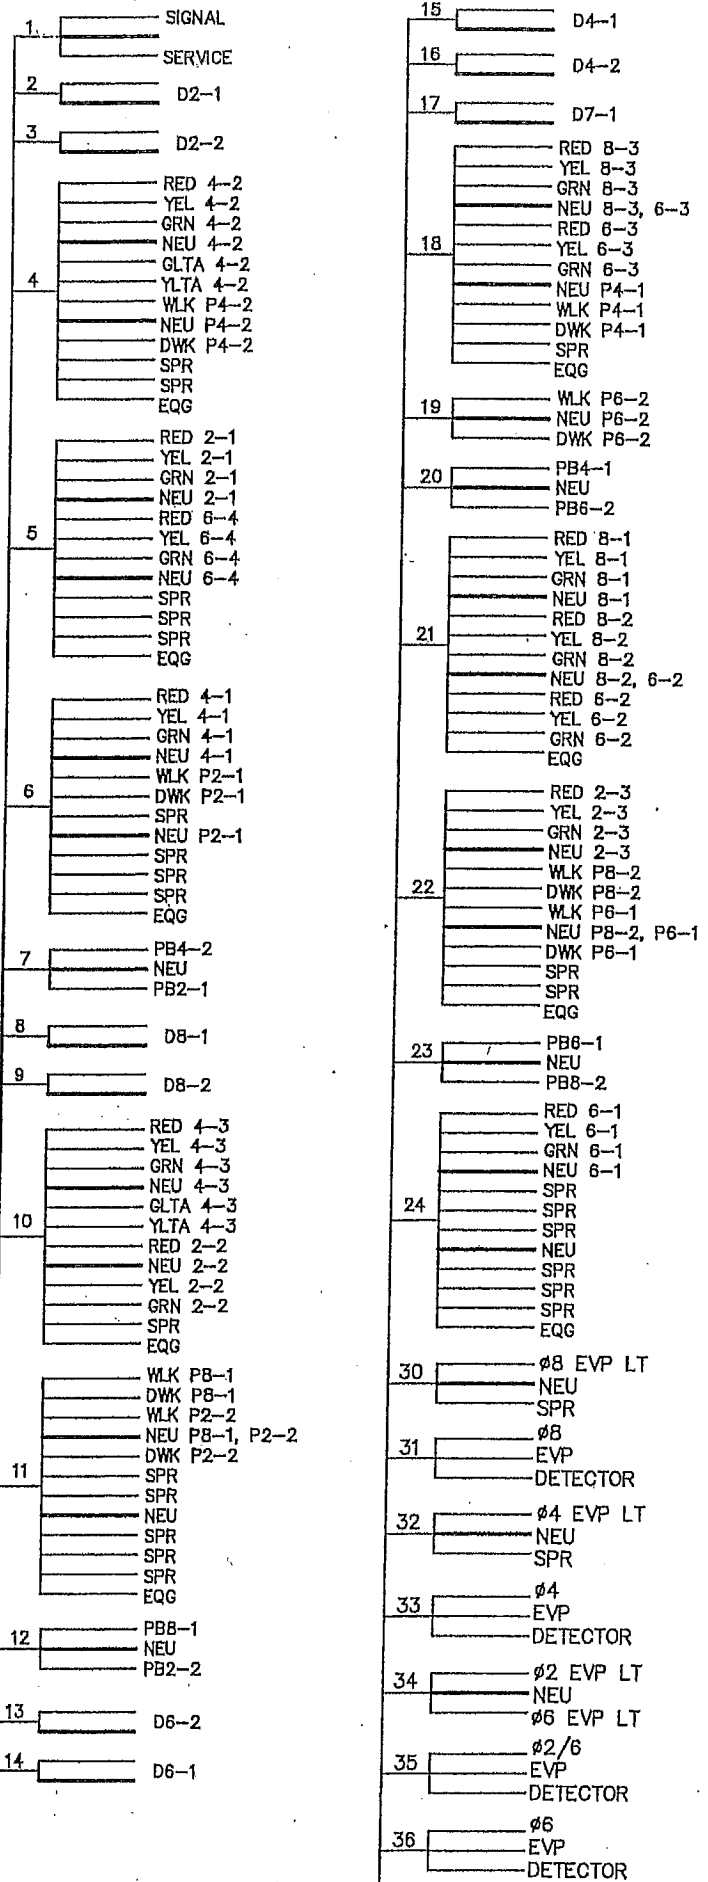 1
SIGNAL
SERVICE
2
D2-1
3
D2-2
4
RED 4-2
YEL 4-2
GRN 4-2
NEU 4-2
GLTA 4-2
YLTA 4-2
WLK P4-2
NEU P4-2
DWK P4-2
SPR
SPR
EQG
5
RED 2-1
YEL 2-1
GRN 2-1
NEU 2-1
RED 6-4
YEL 6-4
GRN 6-4
NEU 6-4
SPR
SPR
SPR
EQG
6
RED 4-1
YEL 4-1
GRN 4-1
NEU 4-1
WLK P2-1
DWK P2-1
SPR
NEU P2-1
SPR
SPR
SPR
EQG
7
PB4-2
NEU
PB2-1
8
D8-1
9
D8-2
10
RED 4-3
YEL 4-3
GRN 4-3
NEU 4-3
GLTA 4-3
YLTA 4-3
RED 2-2
NEU 2-2
YEL 2-2
GRN 2-2
SPR
EQG
11
WLK P8-1
DWK P8-1
WLK P2-2
NEU P8-1, P2-2
DWK P2-2
SPR
SPR
NEU
SPR
SPR
SPR
EQG
12
PB8-1
NEU
PB2-2
13
D6-2
14
D6-1
15
D4-1
16
D4-2
17
D7-1
18
RED 8-3
YEL 8-3
GRN 8-3
NEU 8-3, 6-3
RED 6-3
YEL 6-3
GRN 6-3
NEU P4-1
WLK P4-1
DWK P4-1
SPR
EQG
19
WLK P6-2
NEU P6-2
DWK P6-2
20
PB4-1
NEU
PB6-2
21
RED 8-1
YEL 8-1
GRN 8-1
NEU 8-1
RED 8-2
YEL 8-2
GRN 8-2
NEU 8-2, 6-2
RED 6-2
YEL 6-2
GRN 6-2
EQG
22
RED 2-3
YEL 2-3
GRN 2-3
NEU 2-3
WLK P8-2
DWK P8-2
WLK P6-1
NEU P8-2, P6-1
DWK P6-1
SPR
SPR
EQG
23
PB6-1
NEU
PB8-2
24
RED 6-1
YEL 6-1
GRN 6-1
NEU 6-1
SPR
SPR
SPR
NEU
SPR
SPR
SPR
EQG
30
ø8 EVP LT
NEU
SPR
31
ø8
EVP
DETECTOR
32
ø4 EVP LT
NEU
SPR
33
ø4
EVP
DETECTOR
34
ø2 EVP LT
NEU
ø6 EVP LT
35
ø2/6
EVP
DETECTOR
36
ø6
EVP
DETECTOR